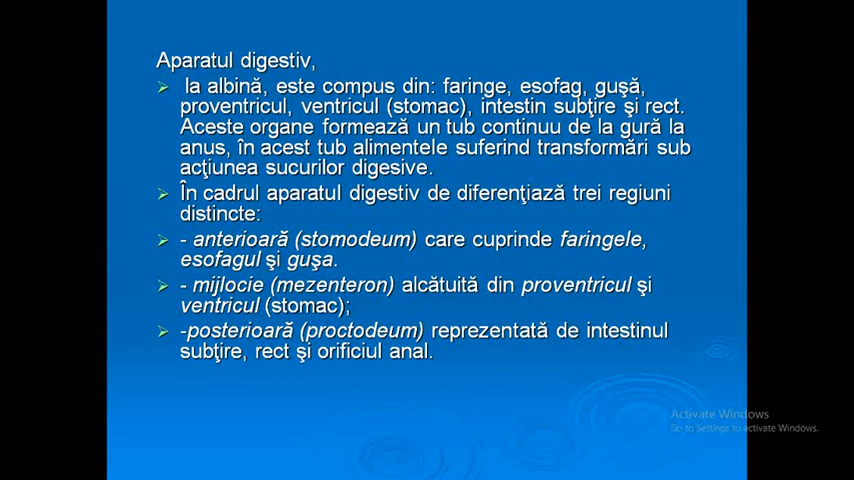 Aparatul digestiv,
➢ la albină, este compus din: faringe, esofag, guşă,
proventricul, ventricul (stomac), intestin subţire şi rect.
Aceste organe formează un tub continuu de la gură la
anus, în acest tub alimentele suferind transformări sub
acţiunea sucurilor digesive.
➢ În cadrul aparatul digestiv de diferenţiază trei regiuni
distincte:
➢ - anterioară (stomodeum) care cuprinde faringele,
esofagul şi guşa.
➢ - mijlocie (mezenteron) alcătuită din proventricul şi
ventricul (stomac);
➢ -posterioară (proctodeum) reprezentată de intestinul
subţire, rect şi orificiul anal.
Activate Windows
Go to Settings to activate Windows.